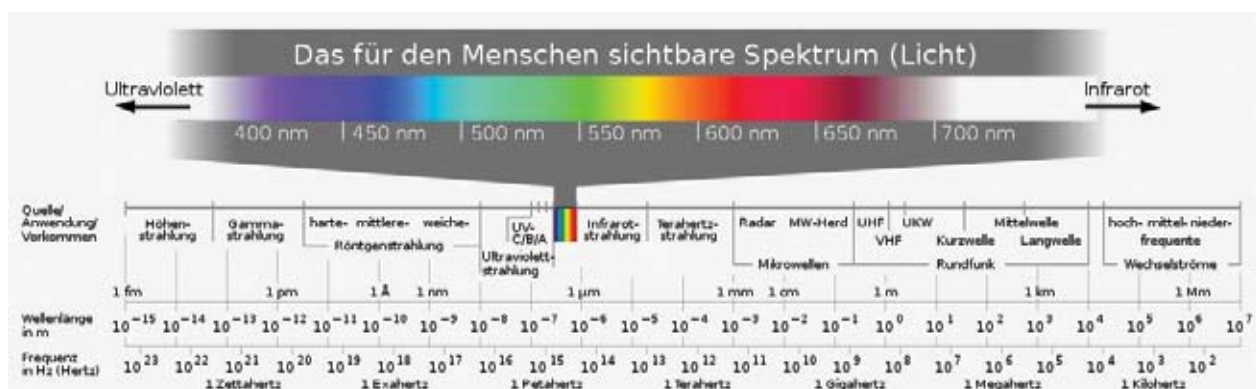 Das für den Menschen sichtbare Spektrum (Licht)
Ultraviolett
Infrarot
400 nm 450 nm 500 nm 550 nm 600 nm 650 nm 700 nm
Quelle/
Anwendung/
Vorkommen
Höhen-
strahlung
Gamma-
strahlung
harte- mittlere- weiche-
Röntgenstrahlung
UV-
C/B/A
Ultraviolett-
strahlung
Infrarot-
strahlung
Terahertz-
strahlung
Radar MW-Herd
Mikrowellen
UHF UKW Mittelwelle
VHF Kurzwelle Langwelle
Rundfunk
hoch- mittel- nieder-
frequente
Wechselströme
1 fm 1 pm 1 Å 1 nm 1 µm 1 mm 1 cm 1 m 1 km 1 Mm
Wellenlänge
in m
10⁻¹⁵ 10⁻¹⁴ 10⁻¹³ 10⁻¹² 10⁻¹¹ 10⁻¹⁰ 10⁻⁹ 10⁻⁸ 10⁻⁷ 10⁻⁶ 10⁻⁵ 10⁻⁴ 10⁻³ 10⁻² 10⁻¹ 10⁰ 10¹ 10² 10³ 10⁴ 10⁵ 10⁶ 10⁷
Frequenz
in Hz (Hertz)
10²³ 10²² 10²¹ 10²⁰ 10¹⁹ 10¹⁸ 10¹⁷ 10¹⁶ 10¹⁵ 10¹⁴ 10¹³ 10¹² 10¹¹ 10¹⁰ 10⁹ 10⁸ 10⁷ 10⁶ 10⁵ 10⁴ 10³ 10²
1 Zettahertz 1 Exahertz 1 Petahertz 1 Terahertz 1 Gigahertz 1 Megahertz 1 Kilohertz